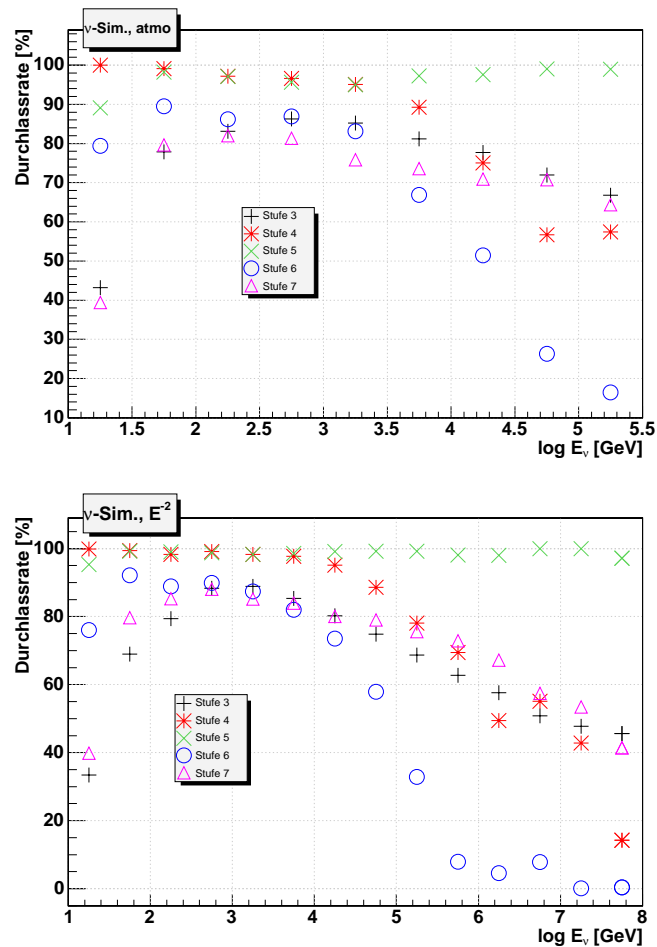 ν-Sim., atmo
Durchlassrate [%]
100
90
80
70
60
50
40
30
20
10
Stufe 3
Stufe 4
Stufe 5
Stufe 6
Stufe 7
1 1.5 2 2.5 3 3.5 4 4.5 5 5.5
log E_ν [GeV]
ν-Sim., E^-2
Durchlassrate [%]
100
80
60
40
20
0
Stufe 3
Stufe 4
Stufe 5
Stufe 6
Stufe 7
1 2 3 4 5 6 7 8
log E_ν [GeV]